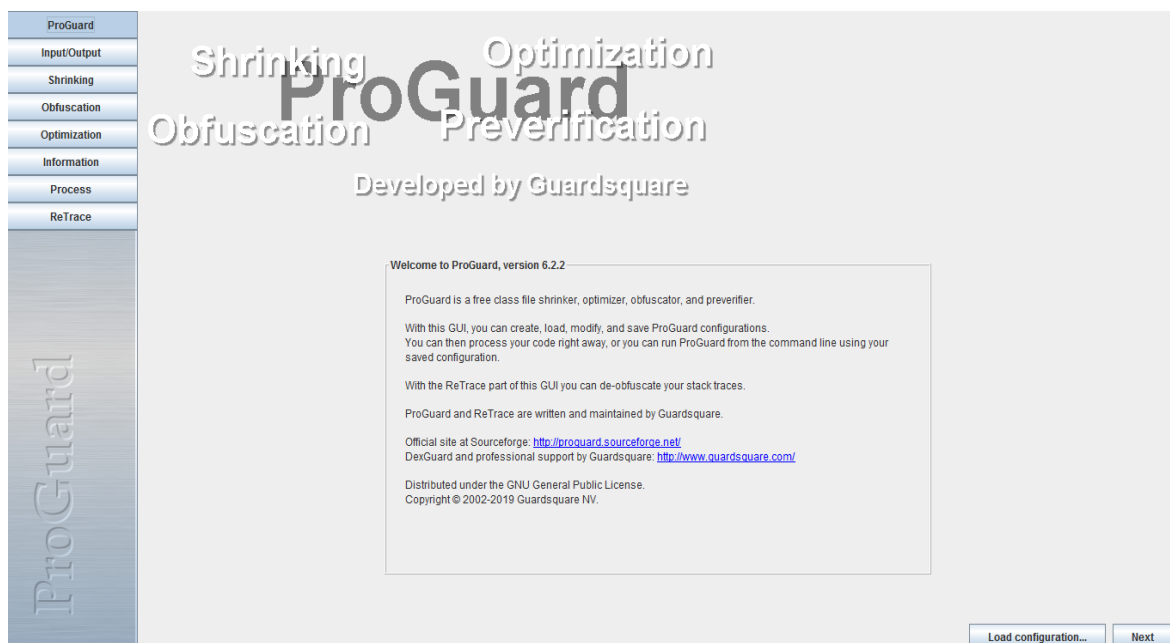 ProGuard
Input/Output
Shrinking
Obfuscation
Optimization
Information
Process
ReTrace
ProGuard
Shrinking
Optimization
ProGuard
Obfuscation
Preverification
Developed by Guardsquare
Welcome to ProGuard, version 6.2.2
ProGuard is a free class file shrinker, optimizer, obfuscator, and preverifier.
With this GUI, you can create, load, modify, and save ProGuard configurations.
You can then process your code right away, or you can run ProGuard from the command line using your
saved configuration.
With the ReTrace part of this GUI you can de-obfuscate your stack traces.
ProGuard and ReTrace are written and maintained by Guardsquare.
Official site at Sourceforge: http://proguard.sourceforge.net/
DexGuard and professional support by Guardsquare: http://www.guardsquare.com/
Distributed under the GNU General Public License.
Copyright © 2002-2019 Guardsquare NV.
Load configuration...
Next